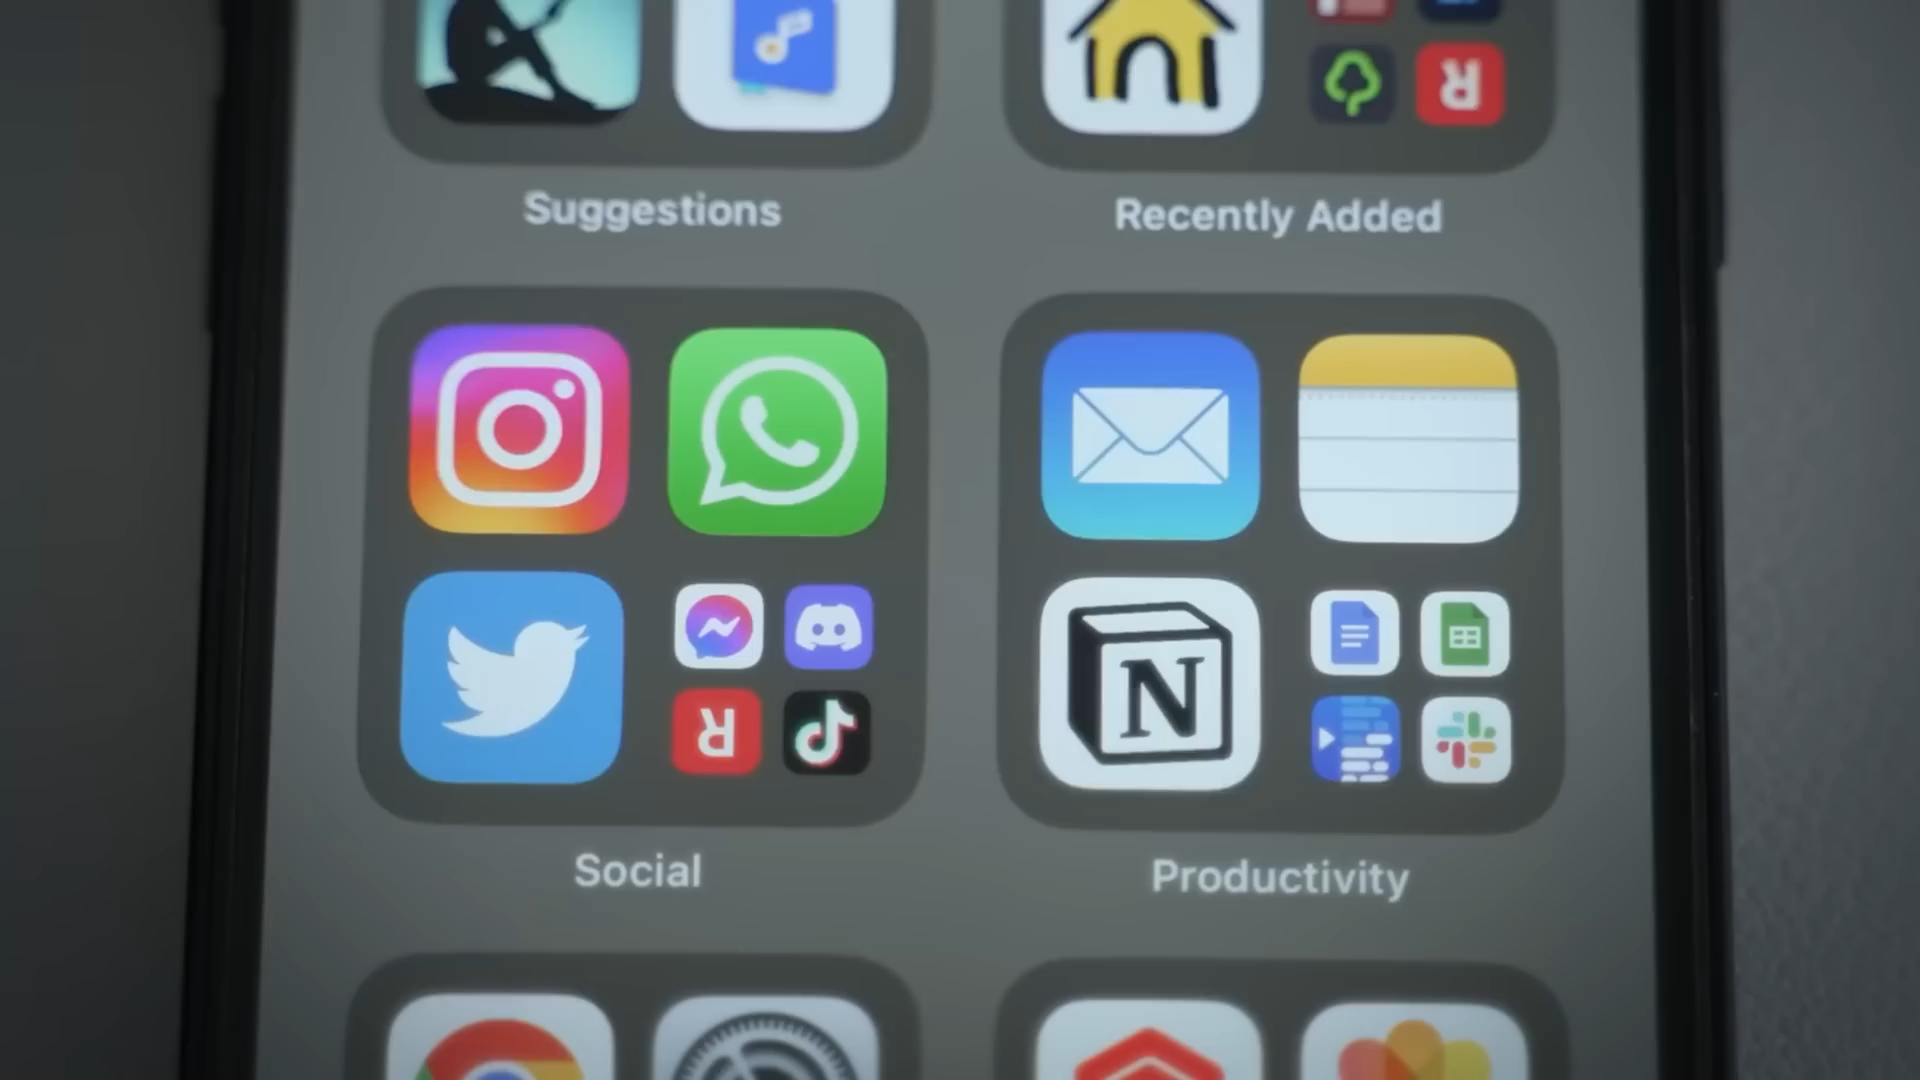 Suggestions
Recently Added
N
Social
Productivity